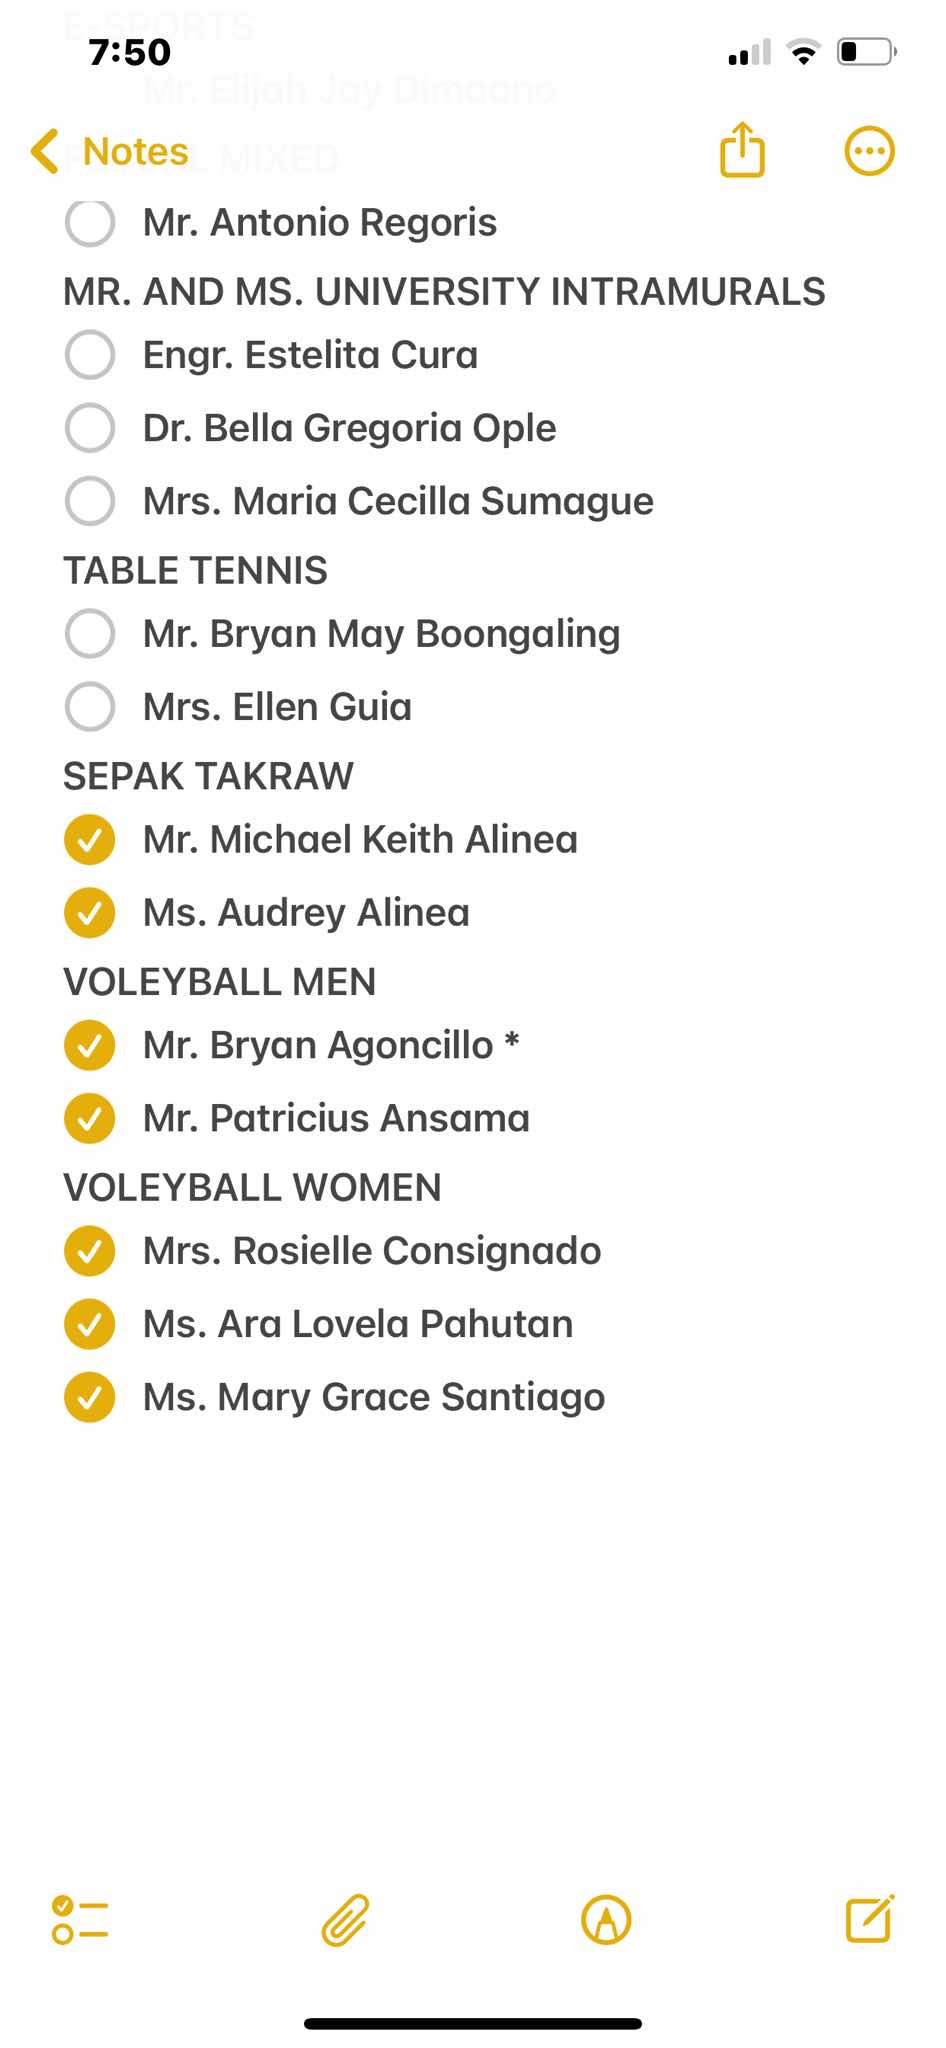 E-SPORTS
7:50
Mr. Elijah Joy Dimaano
Notes
MIXED
Mr. Antonio Regoris
MR. AND MS. UNIVERSITY INTRAMURALS
Engr. Estelita Cura
Dr. Bella Gregoria Ople
Mrs. Maria Cecilla Sumague
TABLE TENNIS
Mr. Bryan May Boongaling
Mrs. Ellen Guia
SEPAK TAKRAW
Mr. Michael Keith Alinea
Ms. Audrey Alinea
VOLEYBALL MEN
Mr. Bryan Agoncillo *
Mr. Patricius Ansama
VOLEYBALL WOMEN
Mrs. Rosielle Consignado
Ms. Ara Lovela Pahutan
Ms. Mary Grace Santiago